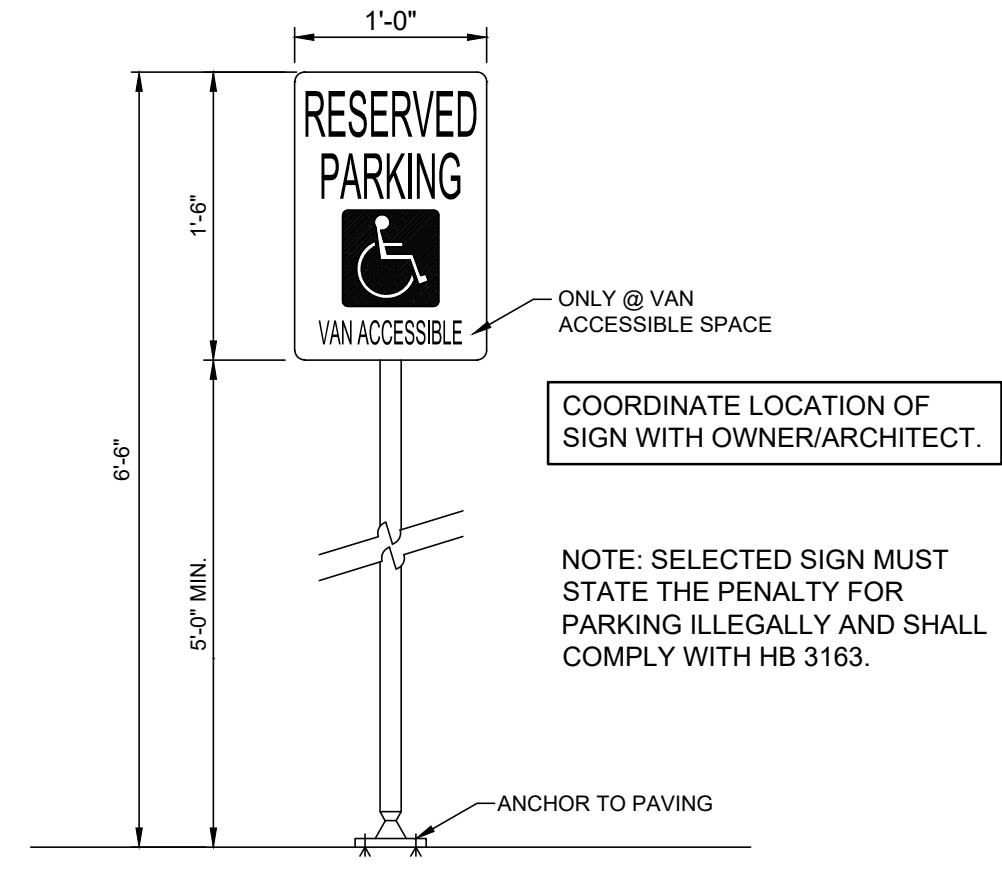 1'-0"
RESERVED
PARKING
VAN ACCESSIBLE
1'-6"
6'-6"
5'-0" MIN.
ONLY @ VAN
ACCESSIBLE SPACE
COORDINATE LOCATION OF
SIGN WITH OWNER/ARCHITECT.
NOTE: SELECTED SIGN MUST
STATE THE PENALTY FOR
PARKING ILLEGALLY AND SHALL
COMPLY WITH HB 3163.
ANCHOR TO PAVING